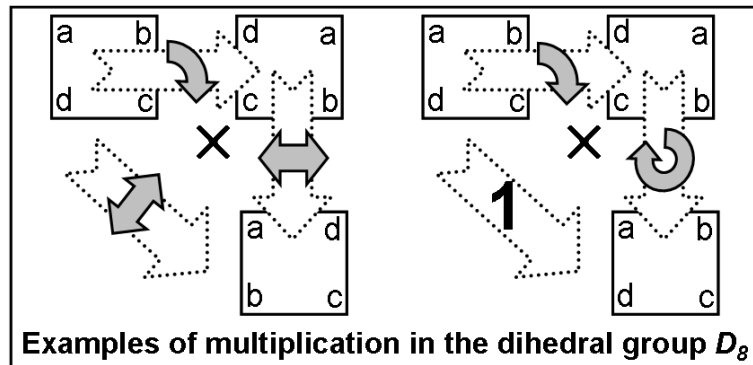 a b d a a b d a
d c c b d c c b
× ×
1
a d a b
b c d c
Examples of multiplication in the dihedral group D8